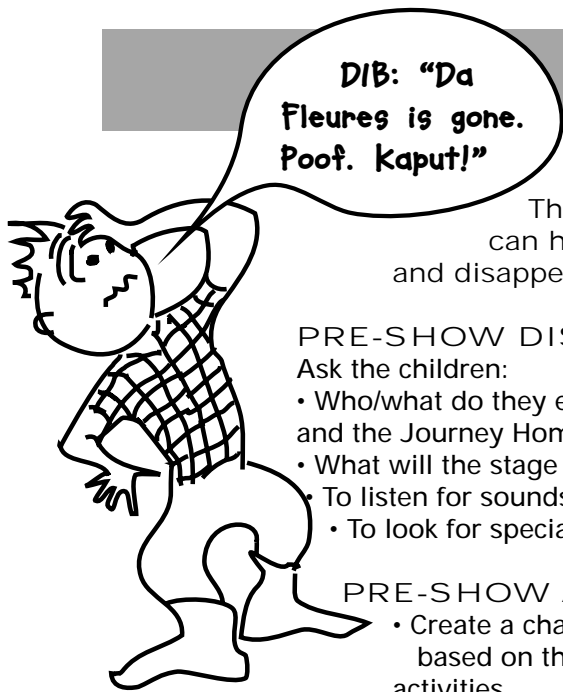 DIB: “Da
Fleures is gone.
Poof. Kaput!”
Th
can h
and disappe
PRE-SHOW DIS
Ask the children:
• Who/what do they e
and the Journey Hom
• What will the stage
• To listen for sounds
• To look for specia
PRE-SHOW A
• Create a cha
based on th
activities